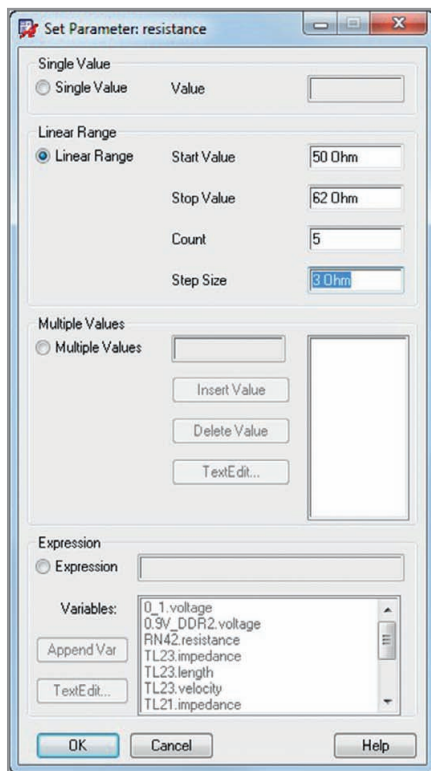 Set Parameter: resistance
Single Value
Single Value Value
Linear Range
Linear Range Start Value 50 Ohm
Stop Value 62 Ohm
Count 5
Step Size 3 Ohm
Multiple Values
Multiple Values
Insert Value
Delete Value
TextEdit...
Expression
Expression
Variables:
0_1.voltage
0.9V_DDR2.voltage
RN42.resistance
TL23.impedance
TL23.length
TL23.velocity
TL21.impedance
Append Var
TextEdit...
OK Cancel Help